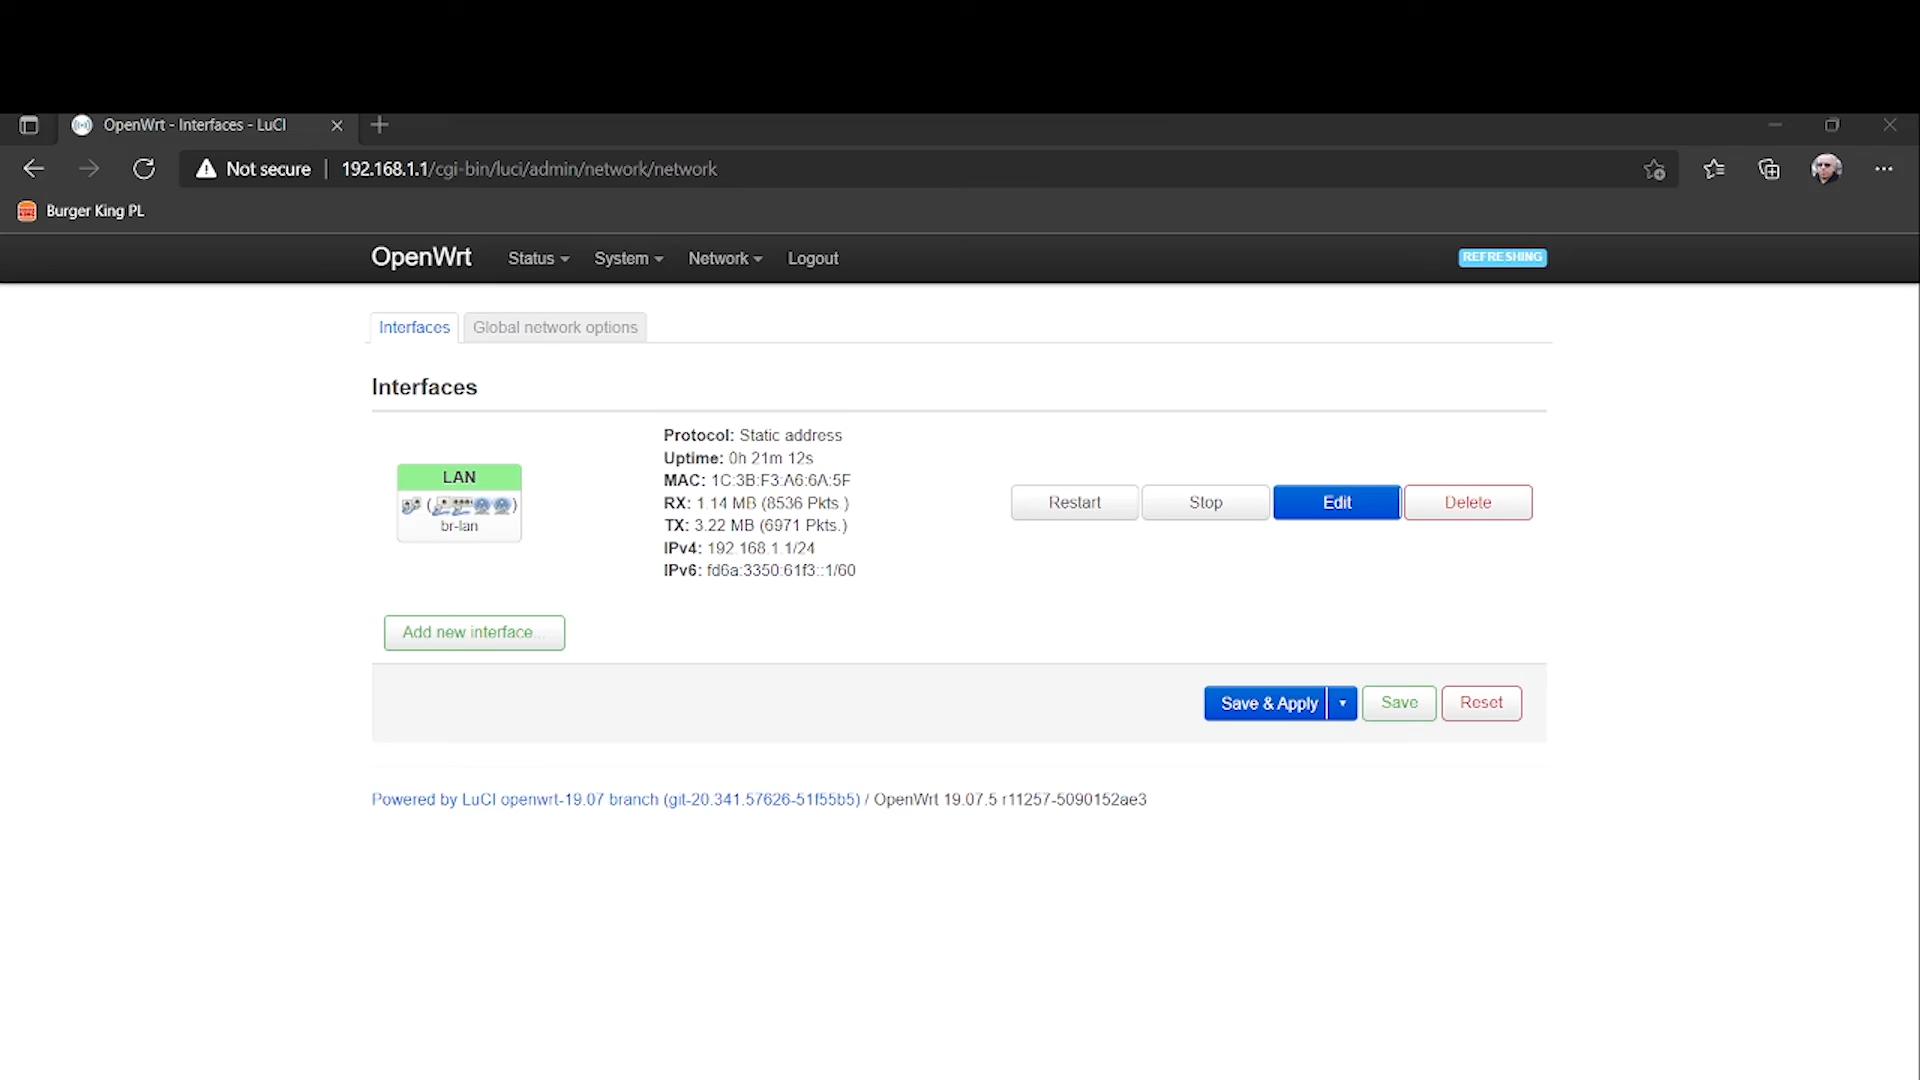 OpenWrt - Interfaces - LuCI
Not secure 192.168.1.1/cgi-bin/luci/admin/network/network
Burger King PL
OpenWrt Status System Network Logout REFRESHING
Interfaces Global network options
Interfaces
LAN
br-lan
Protocol: Static address
Uptime: 0h 21m 12s
MAC: 1C:3B:F3:A6:6A:5F
RX: 1.14 MB (8536 Pkts.)
TX: 3.22 MB (6971 Pkts.)
IPv4: 192.168.1.1/24
IPv6: fd6a:3350:61f3::1/60
Restart Stop Edit Delete
Add new interface...
Save & Apply Save Reset
Powered by LuCI openwrt-19.07 branch (git-20.341.57626-51f55b5) / OpenWrt 19.07.5 r11257-5090152ae3